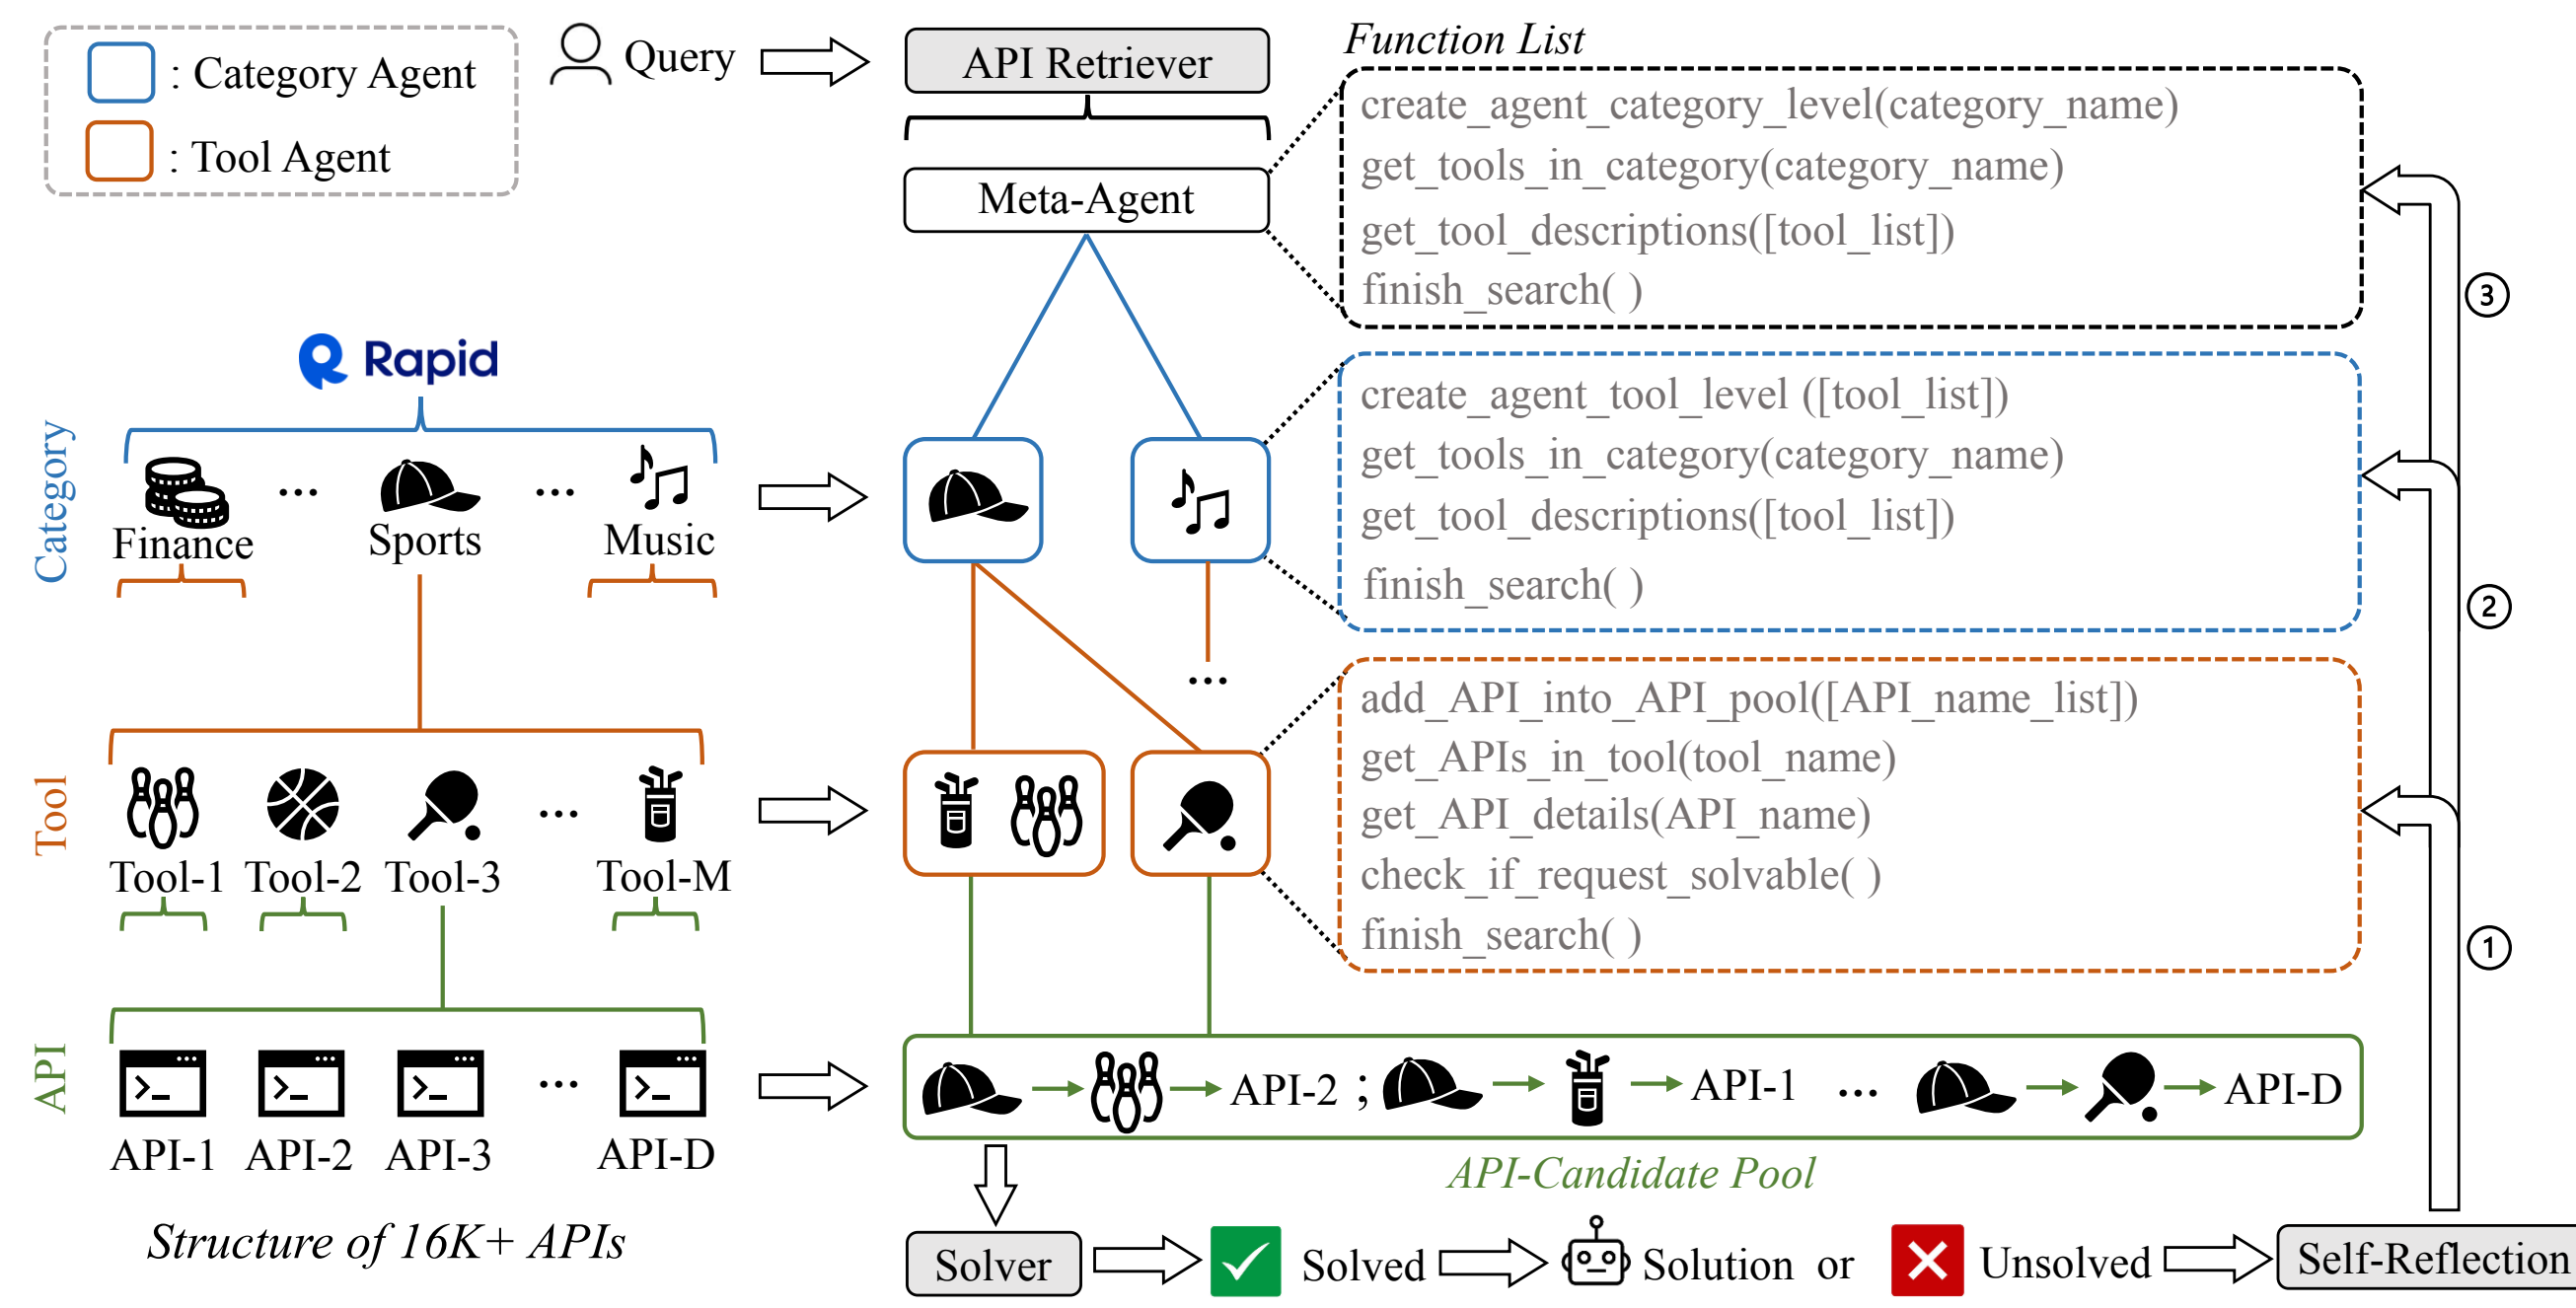 : Category Agent
: Tool Agent
Query
API Retriever
Meta-Agent
Function List
create_agent_category_level(category_name)
get_tools_in_category(category_name)
get_tool_descriptions([tool_list])
finish_search( )
③
Rapid
Category
Finance
...
Sports
...
Music
create_agent_tool_level ([tool_list])
get_tools_in_category(category_name)
get_tool_descriptions([tool_list])
finish_search( )
②
...
Tool
Tool-1
Tool-2
Tool-3
...
Tool-M
add_API_into_API_pool([API_name_list])
get_APIs_in_tool(tool_name)
get_API_details(API_name)
check_if_request_solvable( )
finish_search( )
①
API
>_
>_
>_
...
>_
API-1
API-2
API-3
API-D
API-2 ;
API-1
...
API-D
API-Candidate Pool
Structure of 16K+ APIs
Solver
Solved
Solution or
Unsolved
Self-Reflection